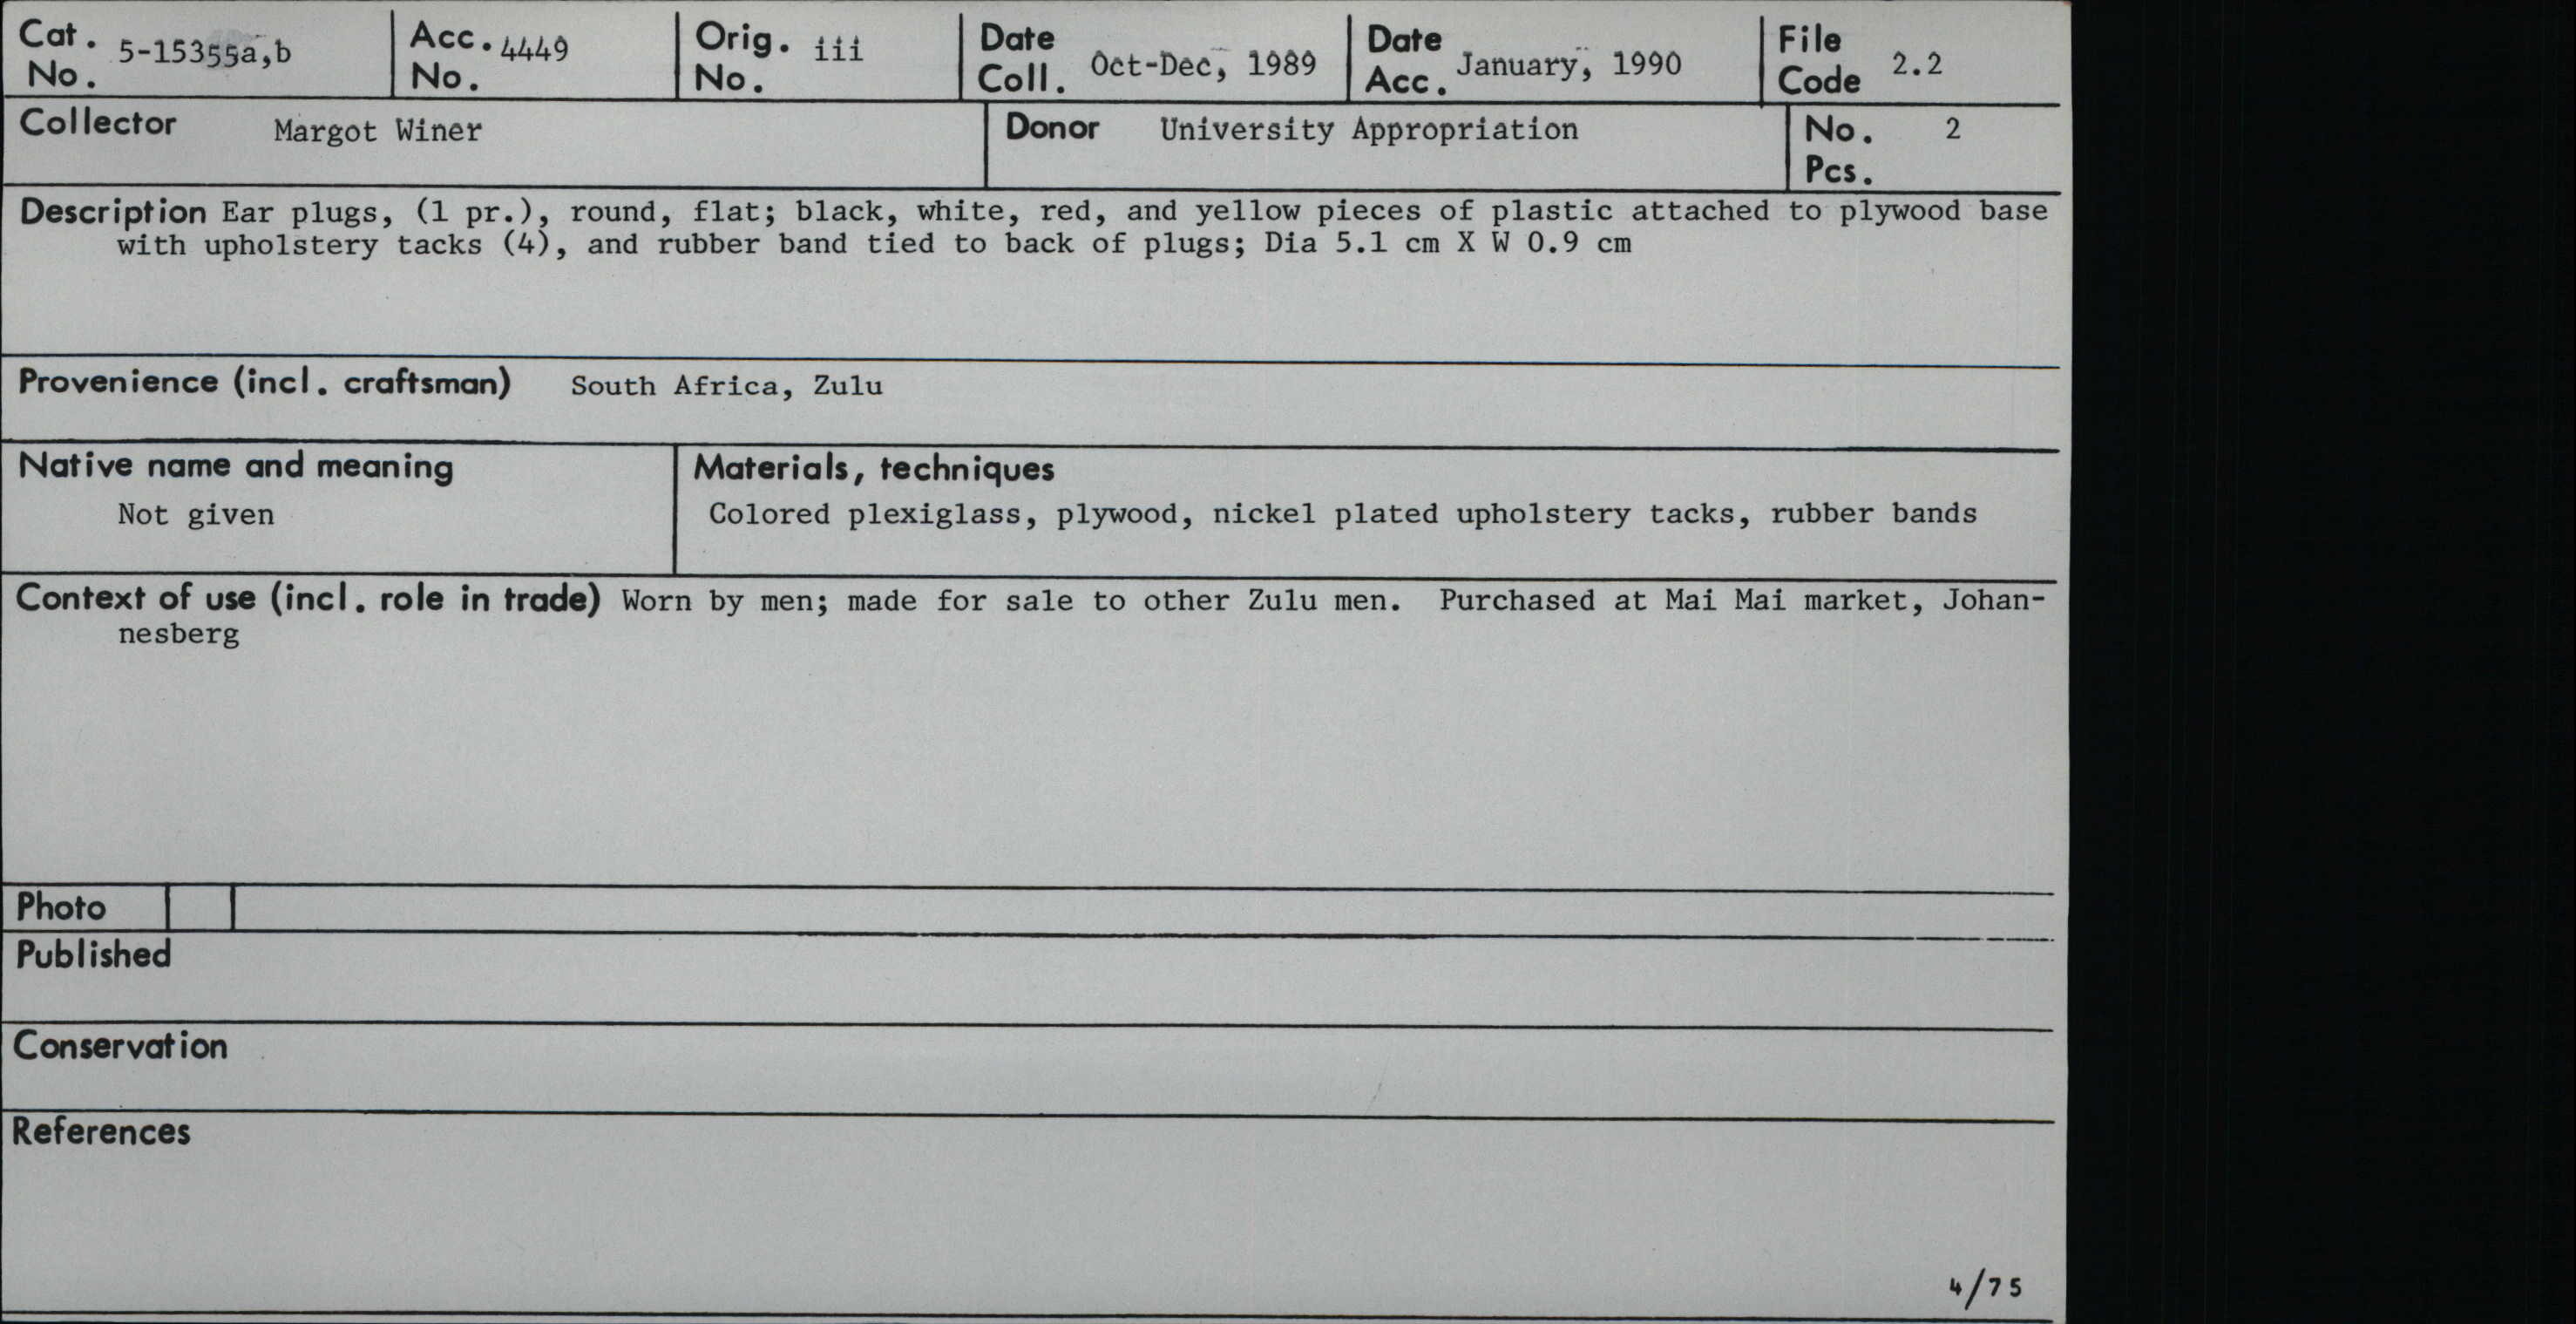 Cat. No. 5-15355a,b Acc. No. 4449 Orig. No. iii Date Coll. Oct-Dec, 1989 Date Acc. January, 1990 File Code 2.2
Collector Margot Winer Donor University Appropriation No. Pcs. 2
Description Ear plugs, (1 pr.), round, flat; black, white, red, and yellow pieces of plastic attached to plywood base
with upholstery tacks (4), and rubber band tied to back of plugs; Dia 5.1 cm X W 0.9 cm
Provenience (incl. craftsman) South Africa, Zulu
Native name and meaning
Not given
Materials, techniques
Colored plexiglass, plywood, nickel plated upholstery tacks, rubber bands
Context of use (incl. role in trade) Worn by men; made for sale to other Zulu men. Purchased at Mai Mai market, Johan-
nesberg
Photo
Published
Conservation
References
4/75